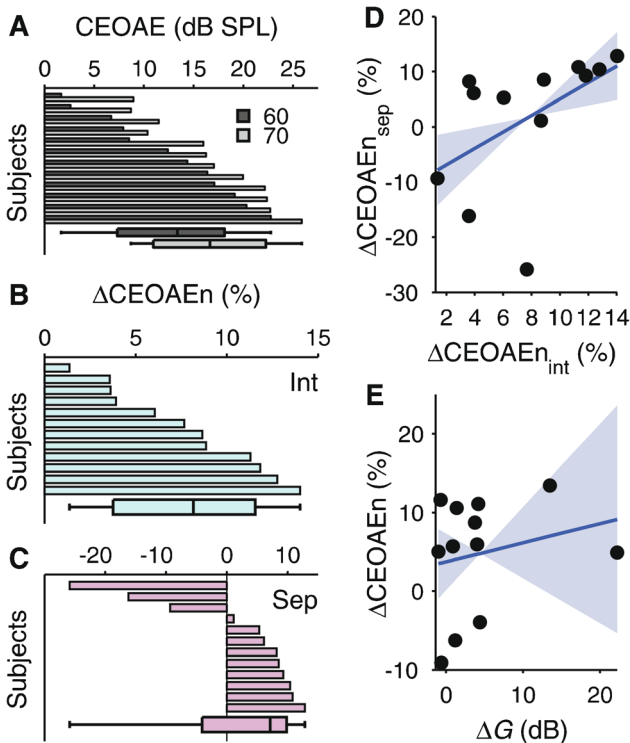 A
CEOAE (dB SPL)
0 5 10 15 20 25
60
70
Subjects
B
ΔCEOAEn (%)
0 5 10 15
Int
Subjects
C
-20 -10 0 10
Sep
Subjects
D
20
10
0
-10
-20
-30
ΔCEOAEnsep (%)
2 4 6 8 10 12 14
ΔCEOAEnint (%)
E
20
10
0
-10
ΔCEOAEn (%)
0 10 20
ΔG (dB)